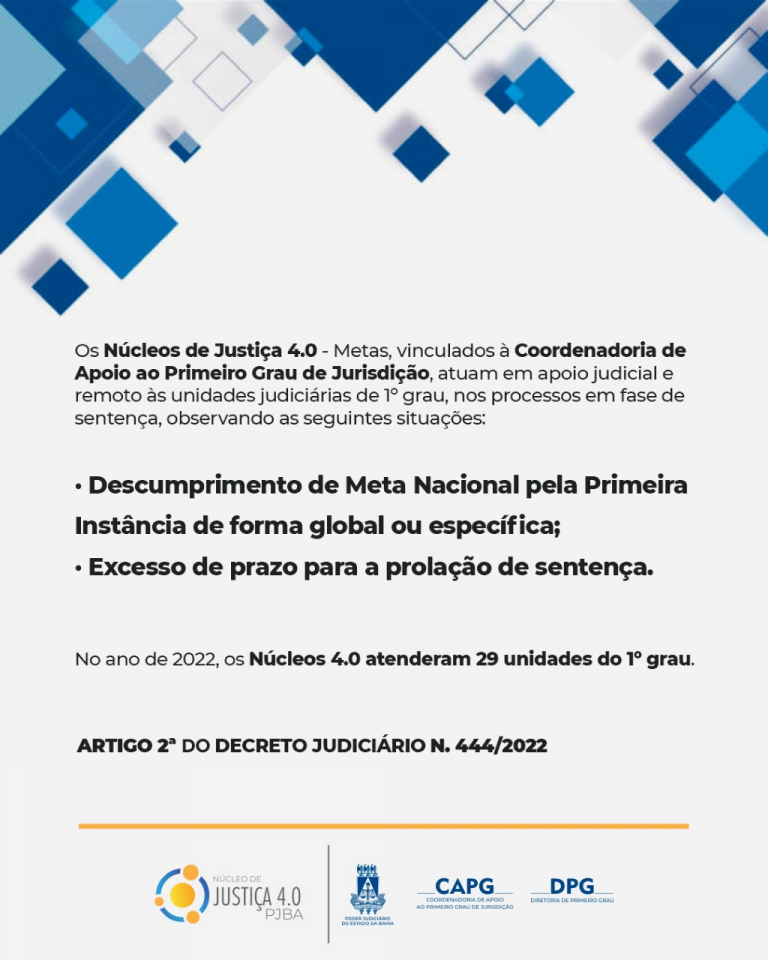 Os Núcleos de Justiça 4.0 - Metas, vinculados à Coordenadoria de
Apoio ao Primeiro Grau de Jurisdição, atuam em apoio judicial e
remoto às unidades judiciárias de 1º grau, nos processos em fase de
sentença, observando as seguintes situações:
• Descumprimento de Meta Nacional pela Primeira
Instância de forma global ou específica;
• Excesso de prazo para a prolação de sentença.
No ano de 2022, os Núcleos 4.0 atenderam 29 unidades do 1º grau.
ARTIGO 2ª DO DECRETO JUDICIÁRIO N. 444/2022
NÚCLEO DE
JUSTIÇA 4.0
PJBA
PODER JUDICIÁRIO
DO ESTADO DA BAHIA
CAPG
COORDENADORIA DE APOIO
AO PRIMEIRO GRAU DE JURISDIÇÃO
DPG
DIRETORIA DE PRIMEIRO GRAU